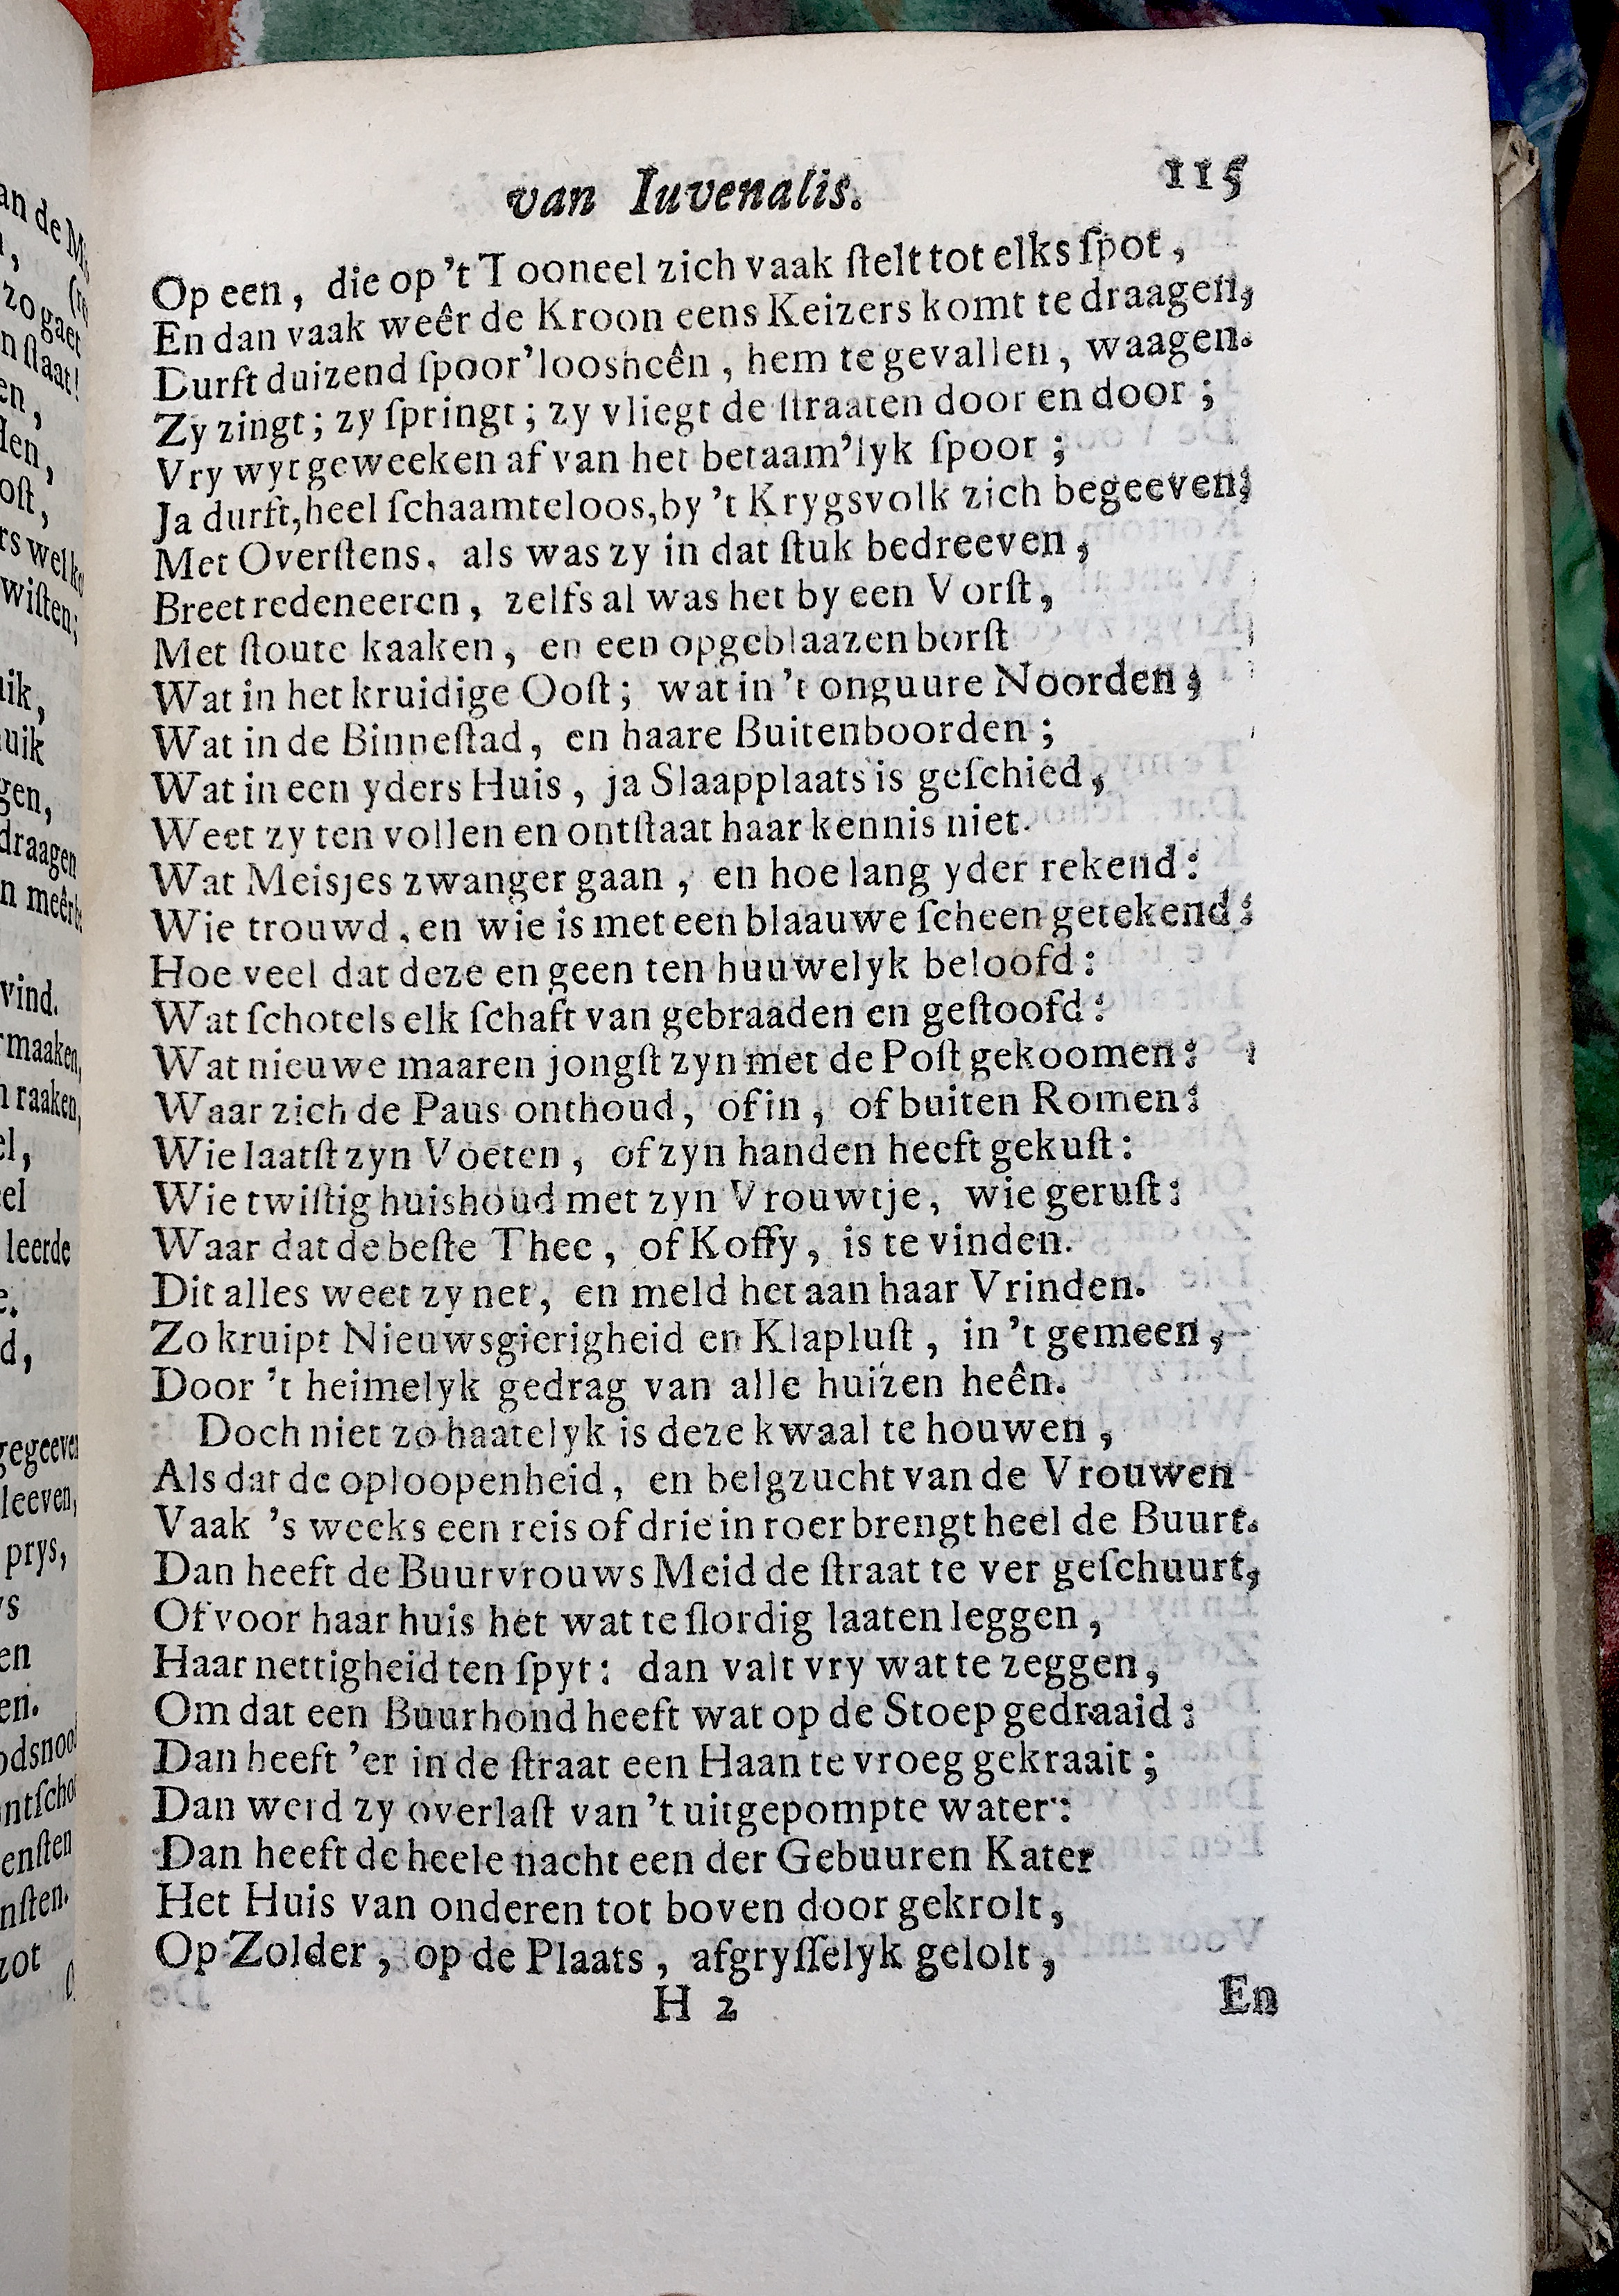 van Iuvenalis. 115
Op een, die op 't Tooneel zich vaak ſtelt tot elks ſpot,
En dan vaak weêr de Kroon eens Keizers komt te draagen,
Durft duizend ſpoor'looshcên, hem te gevallen, waagen.
Zy zingt; zy ſpringt; zy vliegt de ſtraaten door en door;
Vry wyt geweeken af van het betaam'lyk ſpoor;
Ja durft, heel ſchaamteloos, by 't Krygsvolk zich begeeven;
Met Overſtens, als was zy in dat ſtuk bedreeven,
Breet redeneeren, zelfs al was het by een Vorſt,
Met ſtoute kaaken, en een opgeblaazen borſt
Wat in het kruidige Ooſt; wat in 't onguure Noorden;
Wat in de Binneſtad, en haare Buitenboorden;
Wat in een yders Huis, ja Slaapplaats is geſchied,
Weet zy ten vollen en ontſtaat haar kennis niet.
Wat Meisjes zwanger gaan, en hoe lang yder rekend:
Wie trouwd, en wie is met een blaauwe ſcheen getekend:
Hoe veel dat deze en geen ten huuwelyk beloofd:
Wat ſchotels elk ſchaft van gebraaden en geſtoofd:
Wat nieuwe maaren jongſt zyn met de Poſt gekoomen:
Waar zich de Paus onthoud, of in, of buiten Romen:
Wie laatſt zyn Voeten, of zyn handen heeft gekuſt:
Wie twiſtig huishoud met zyn Vrouwtje, wie geruſt:
Waar dat de beſte Thee, of Koffy, is te vinden.
Dit alles weet zy net, en meld het aan haar Vrinden.
Zo kruipt Nieuwsgierigheid en Klapluſt, in 't gemeen,
Door 't heimelyk gedrag van alle huizen heên.
Doch niet zo haatelyk is deze kwaal te houwen,
Als dat de oploopenheid, en belgzucht van de Vrouwen
Vaak 's weeks een reis of drie in roer brengt heel de Buurt.
Dan heeft de Buurvrouws Meid de ſtraat te ver geſchuurt,
Of voor haar huis het wat te ſlordig laaten leggen,
Haar nettigheid ten ſpyt: dan valt vry wat te zeggen,
Om dat een Buurhond heeft wat op de Stoep gedraaid:
Dan heeft 'er in de ſtraat een Haan te vroeg gekraait;
Dan werd zy overlaſt van 't uitgepompte water:
Dan heeft de heele nacht een der Gebuuren Kater
Het Huis van onderen tot boven door gekrolt,
Op Zolder, op de Plaats, afgryſſelyk gelolt,
H 2 En